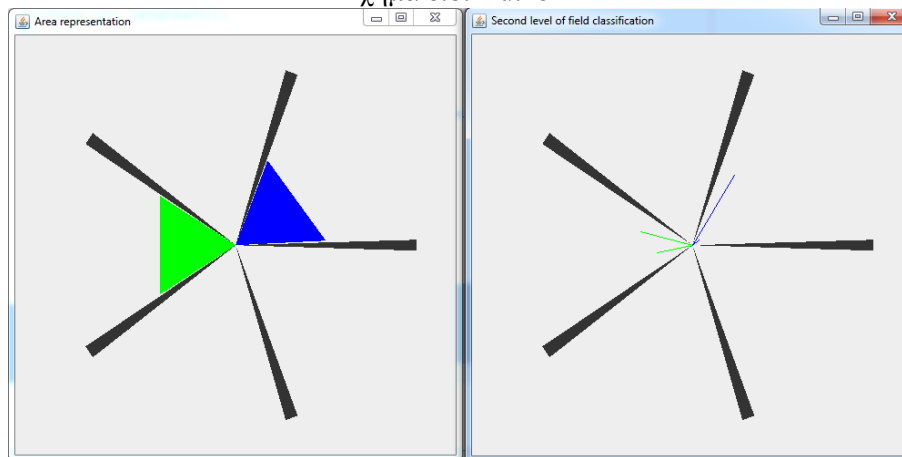 Area representation
Second level of field classification